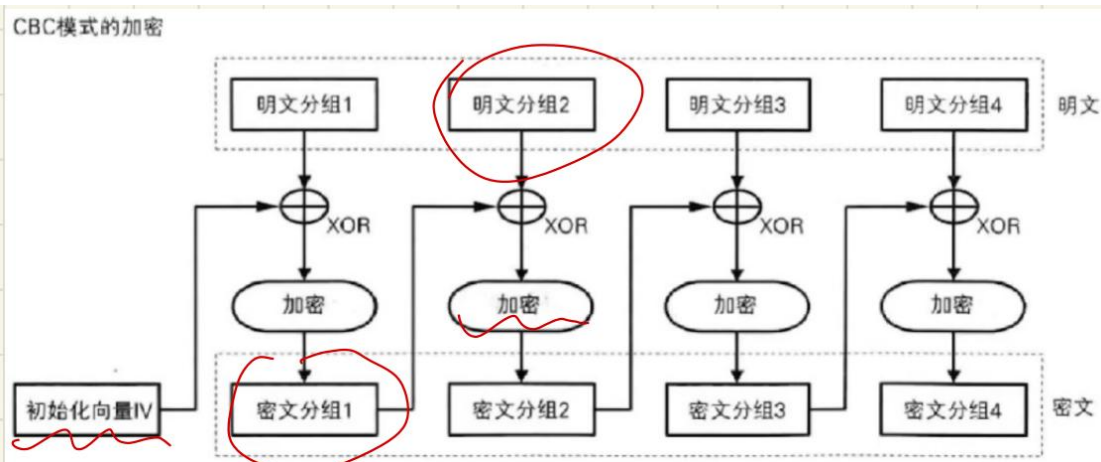 CBC模式的加密
明文分组1 明文分组2 明文分组3 明文分组4 明文
XOR XOR XOR XOR
加密 加密 加密 加密
初始化向量IV 密文分组1 密文分组2 密文分组3 密文分组4 密文